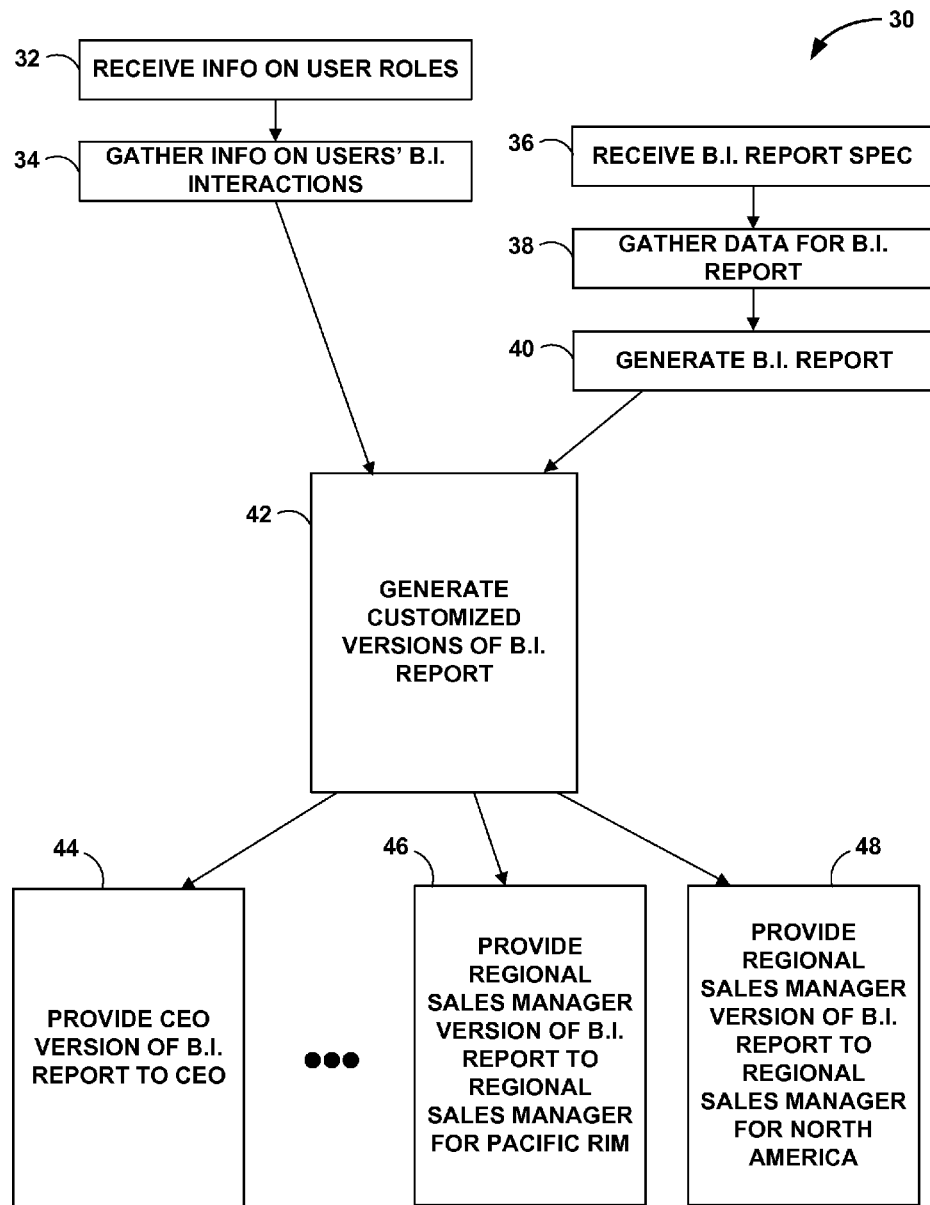 30
32
RECEIVE INFO ON USER ROLES
34
GATHER INFO ON USERS' B.I.
INTERACTIONS
36
RECEIVE B.I. REPORT SPEC
38
GATHER DATA FOR B.I.
REPORT
40
GENERATE B.I. REPORT
42
GENERATE
CUSTOMIZED
VERSIONS OF B.I.
REPORT
44
PROVIDE CEO
VERSION OF B.I.
REPORT TO CEO
46
PROVIDE
REGIONAL
SALES MANAGER
VERSION OF B.I.
REPORT TO
REGIONAL
SALES MANAGER
FOR PACIFIC RIM
48
PROVIDE
REGIONAL
SALES MANAGER
VERSION OF B.I.
REPORT TO
REGIONAL
SALES MANAGER
FOR NORTH
AMERICA